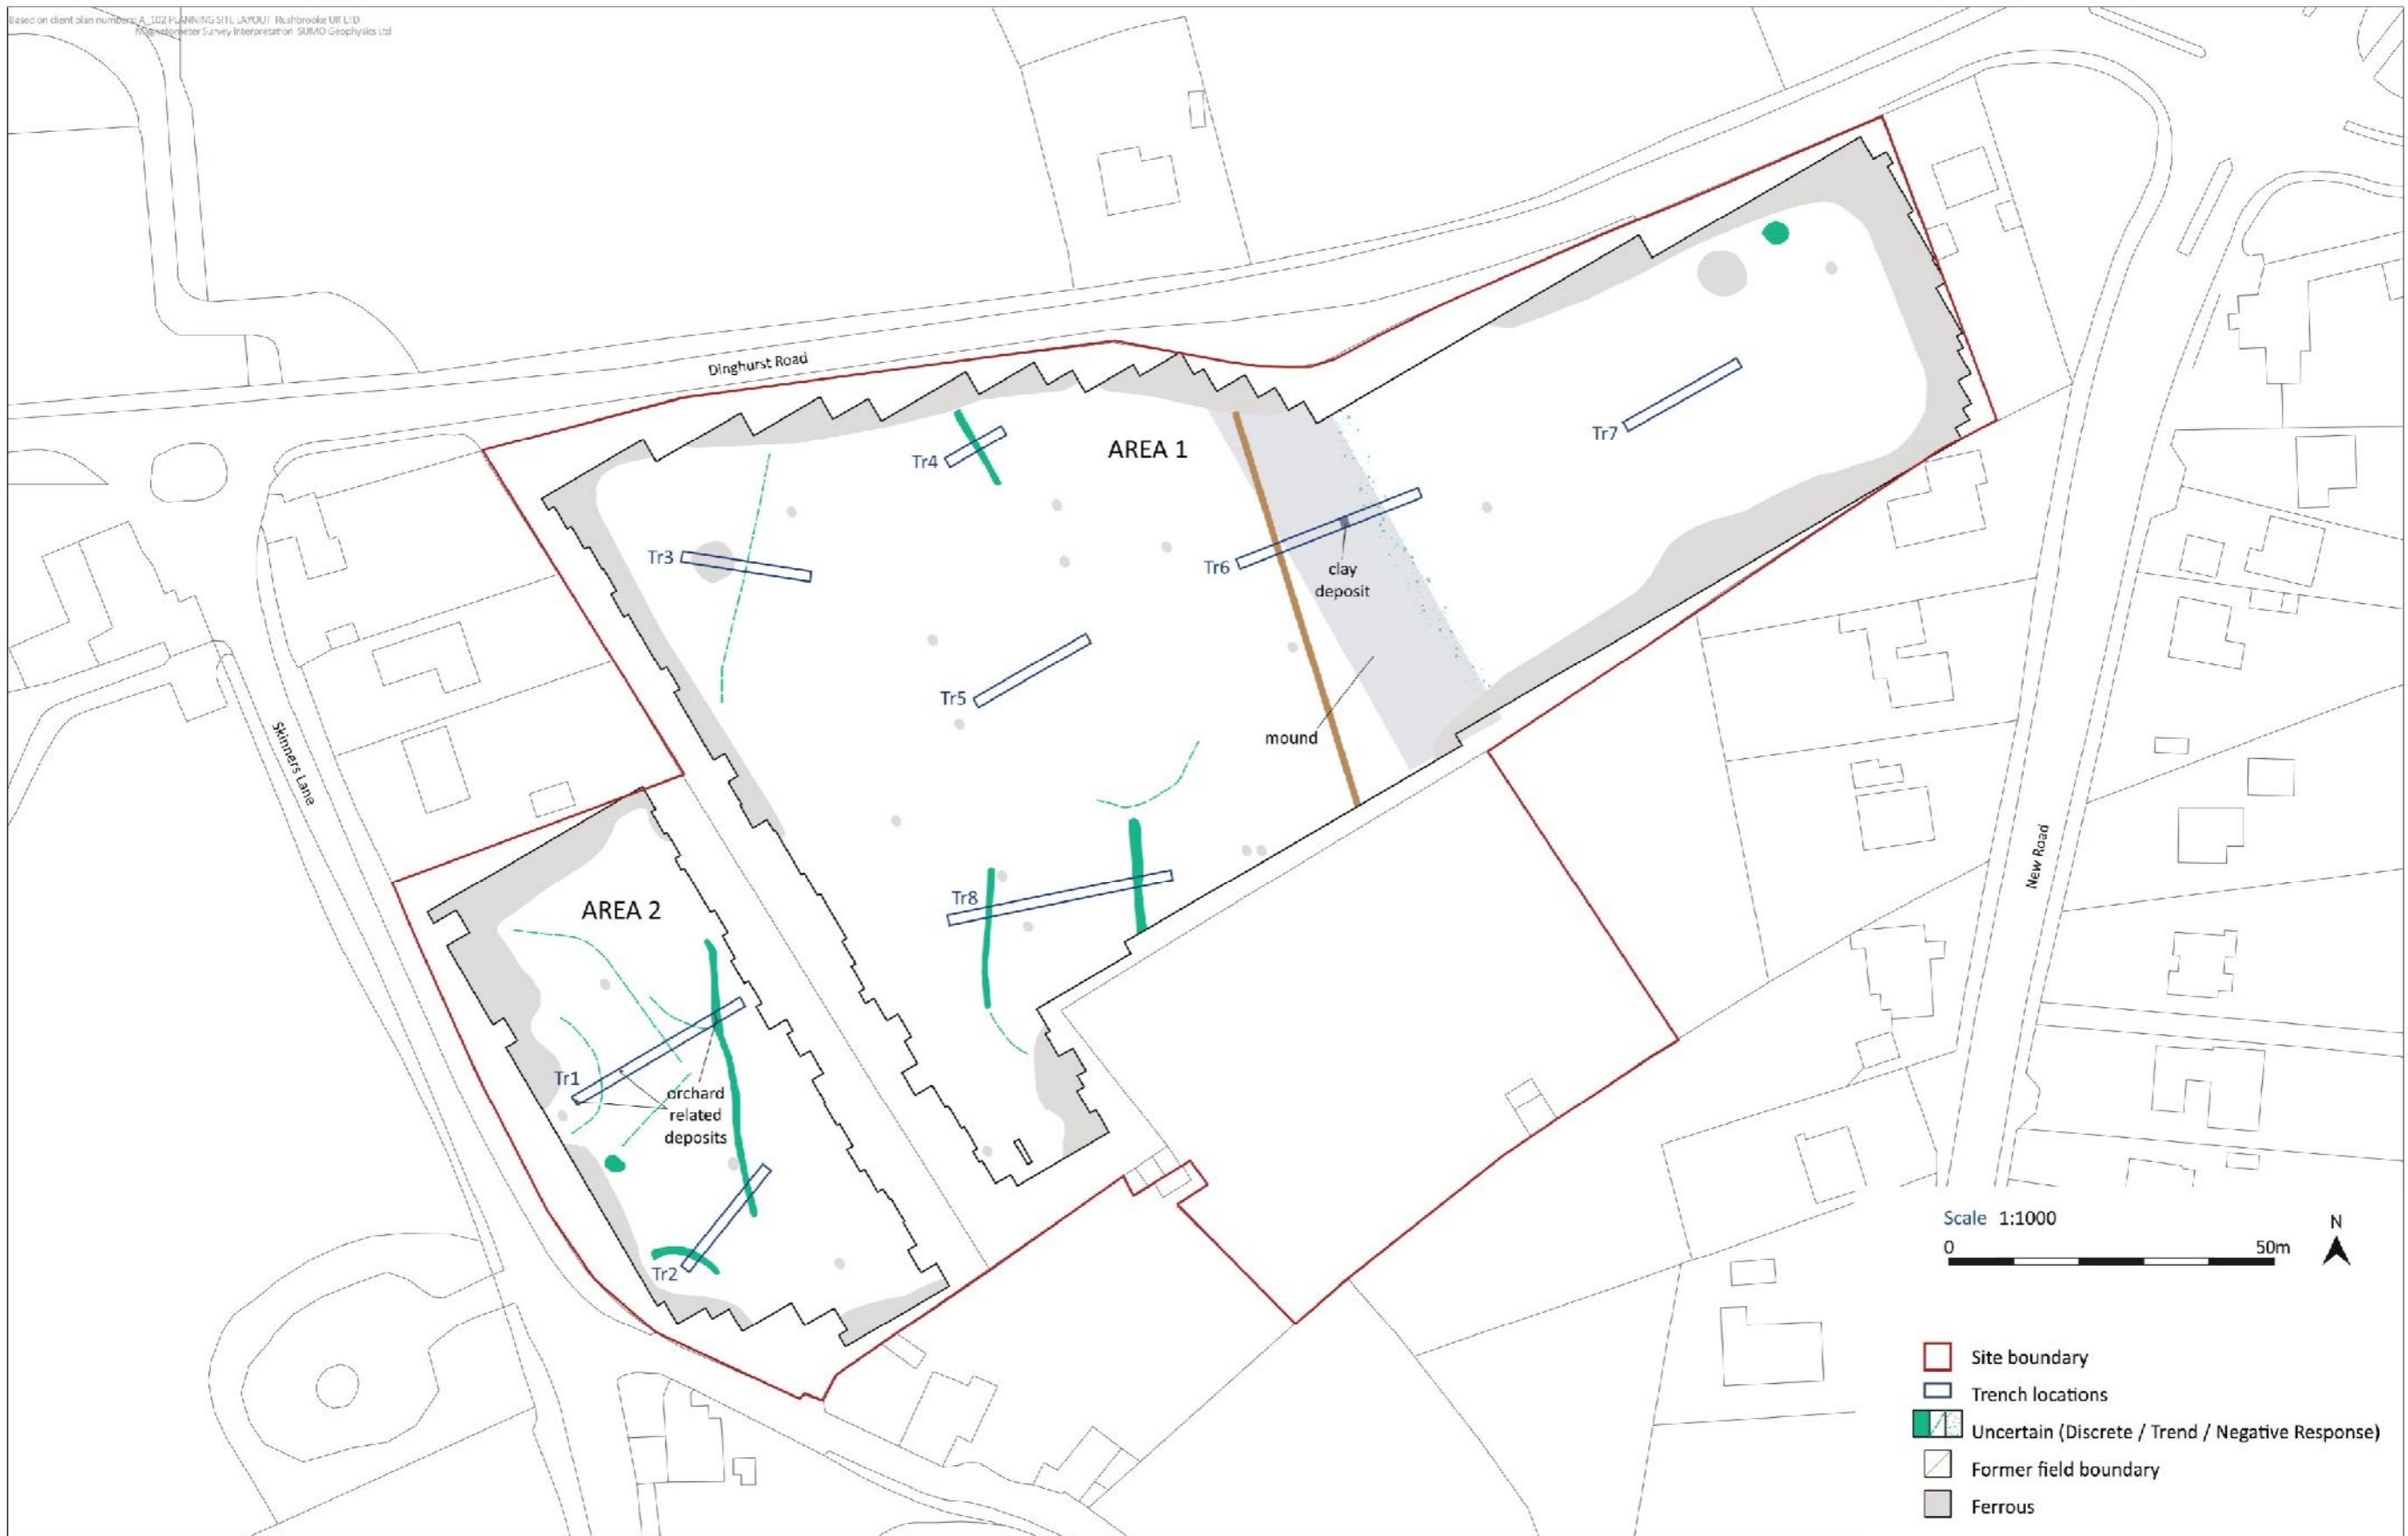 Based on client plan numbers: A_102 PLANNING SITE LAYOUT Rushbrooke UK LTD
Magnetometer Survey Interpretation SUMO Geophysics Ltd
Dinghurst Road
AREA 1
Tr4
Tr7
Tr3
Tr6
clay
deposit
Tr5
mound
Skinners Lane
New Road
AREA 2
Tr8
Tr1
orchard
related
deposits
Tr2
Scale 1:1000
N
0
50m
Site boundary
Trench locations
Uncertain (Discrete / Trend / Negative Response)
Former field boundary
Ferrous